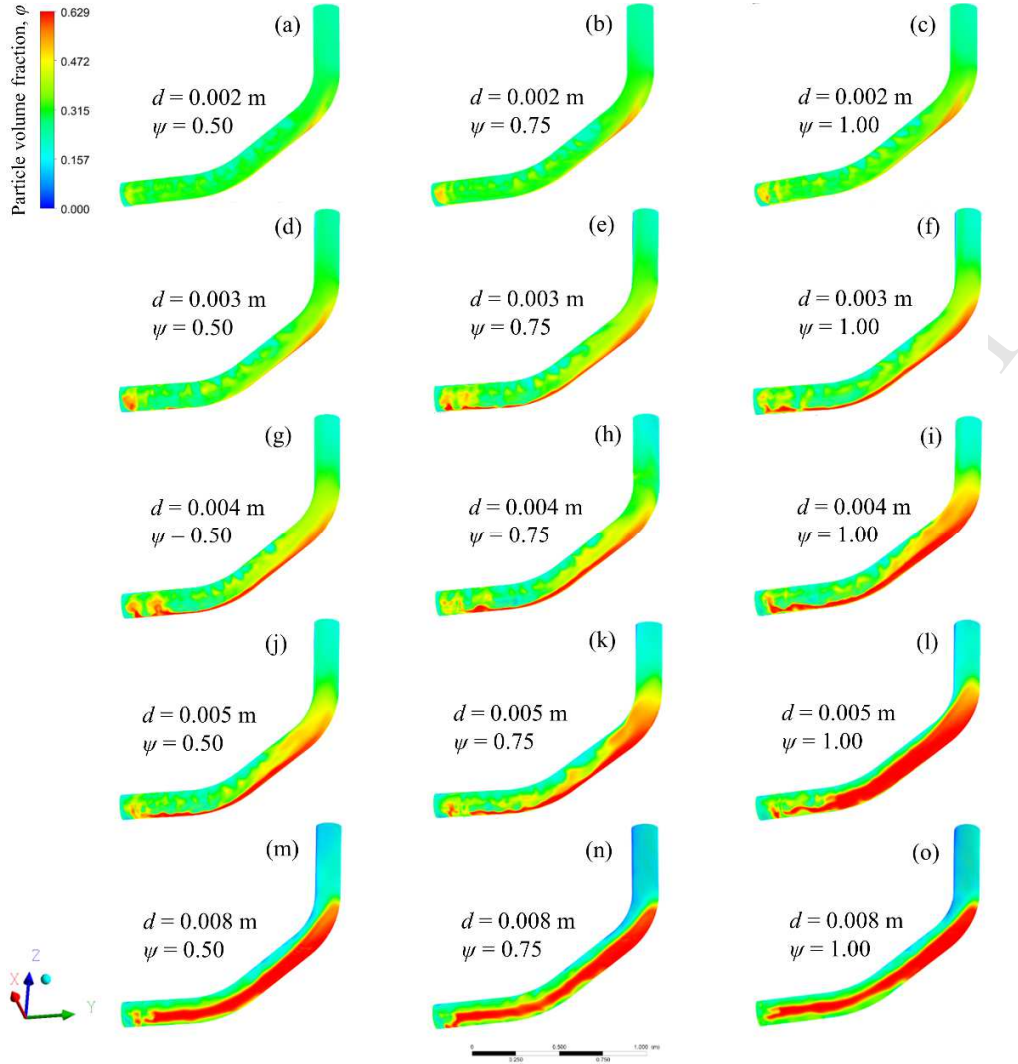 Particle volume fraction, φ
0.629
0.472
0.315
0.157
0.000
(a)
d = 0.002 m
ψ = 0.50
(b)
d = 0.002 m
ψ = 0.75
(c)
d = 0.002 m
ψ = 1.00
(d)
d = 0.003 m
ψ = 0.50
(e)
d = 0.003 m
ψ = 0.75
(f)
d = 0.003 m
ψ = 1.00
(g)
d = 0.004 m
ψ – 0.50
(h)
d = 0.004 m
ψ – 0.75
(i)
d = 0.004 m
ψ = 1.00
(j)
d = 0.005 m
ψ = 0.50
(k)
d = 0.005 m
ψ = 0.75
(l)
d = 0.005 m
ψ = 1.00
(m)
d = 0.008 m
ψ = 0.50
(n)
d = 0.008 m
ψ = 0.75
(o)
d = 0.008 m
ψ = 1.00
Z
X
Y
0 0.500 1.000 (m)
0.250 0.750